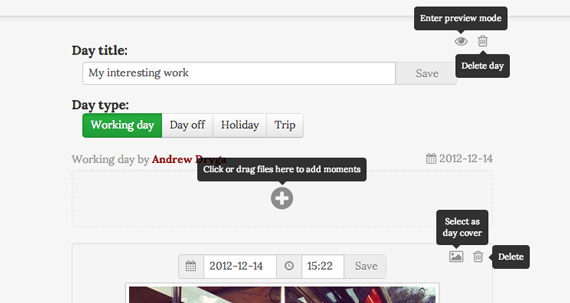 Enter preview mode
Day title:
Delete day
My interesting work
Save
Day type:
Working day Day off Holiday Trip
Working day by Andrew Dryga
2012-12-14
Click or drag files here to add moments
Select as
day cover
Delete
2012-12-14 15:22 Save